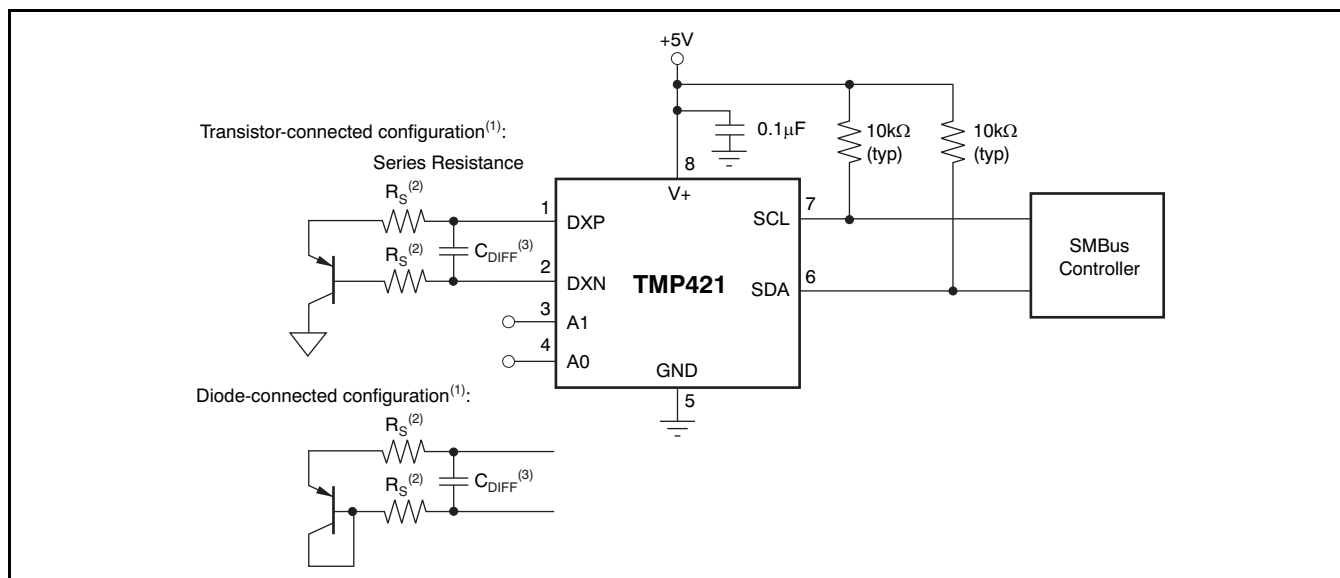 +5V
Transistor-connected configuration(1):
Series Resistance
0.1μF
10kΩ
(typ)
10kΩ
(typ)
8
V+
RS(2)
1
DXP
SCL
7
CDIFF(3)
RS(2)
2
DXN
TMP421
SDA
6
SMBus
Controller
3
A1
4
A0
GND
5
Diode-connected configuration(1):
RS(2)
CDIFF(3)
RS(2)